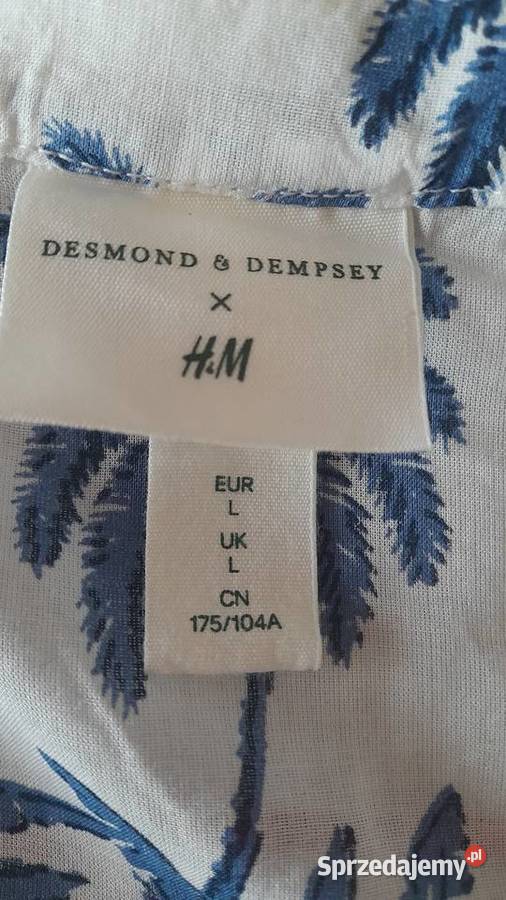 DESMOND & DEMPSEY
×
H&M
EUR
L
UK
L
CN
175/104A
Sprzedajemy.pl